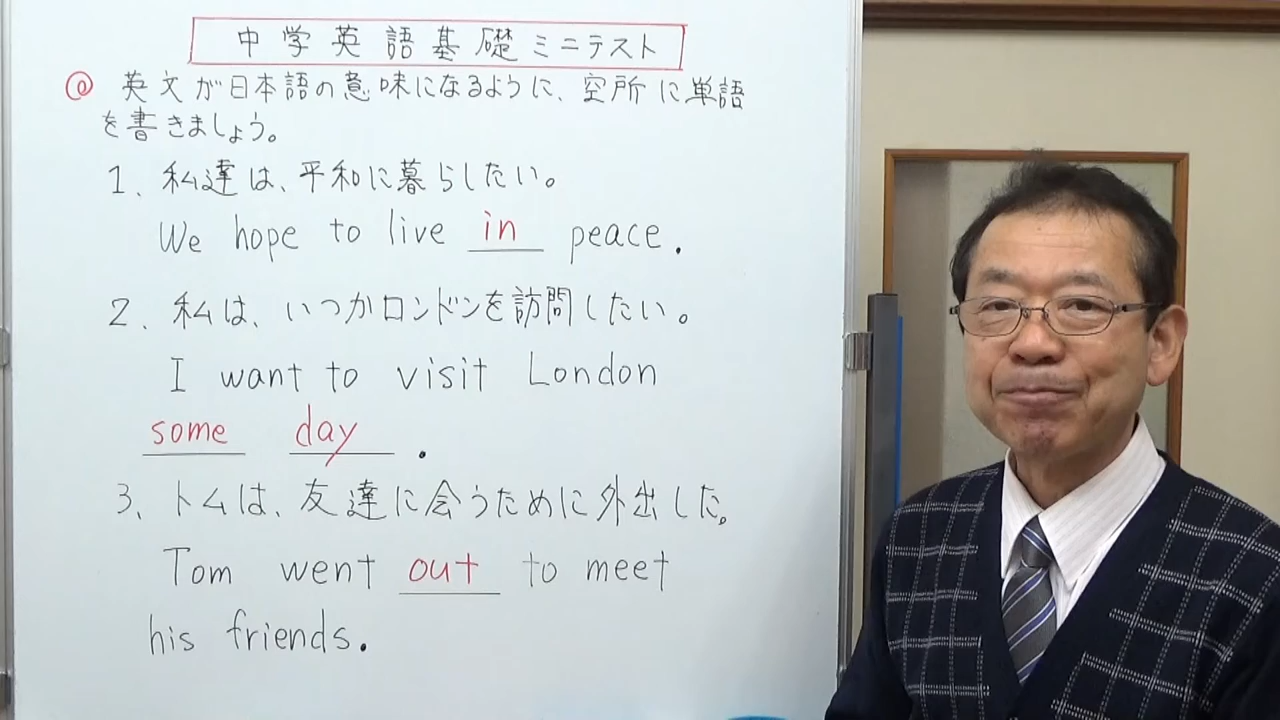 中学英語基礎ミニテスト
@ 英文が日本語の意味になるように、空所に単語
を書きましょう。
1、私達は、平和に暮らしたい。
We hope to live in peace.
2、私は、いつかロンドンを訪問したい。
I want to visit London
some day.
3、トムは、友達に会うために外出した。
Tom went out to meet
his friends.